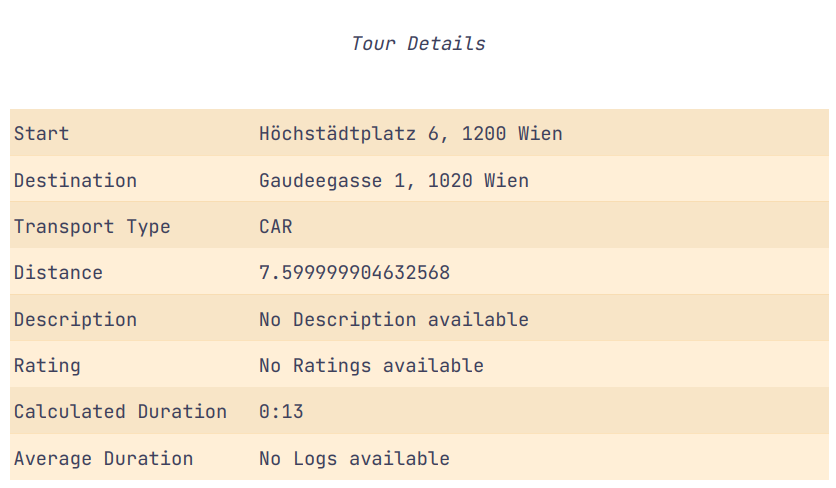 Tour Details
Start Höchstädtplatz 6, 1200 Wien
Destination Gaudeegasse 1, 1020 Wien
Transport Type CAR
Distance 7.599999904632568
Description No Description available
Rating No Ratings available
Calculated Duration 0:13
Average Duration No Logs available